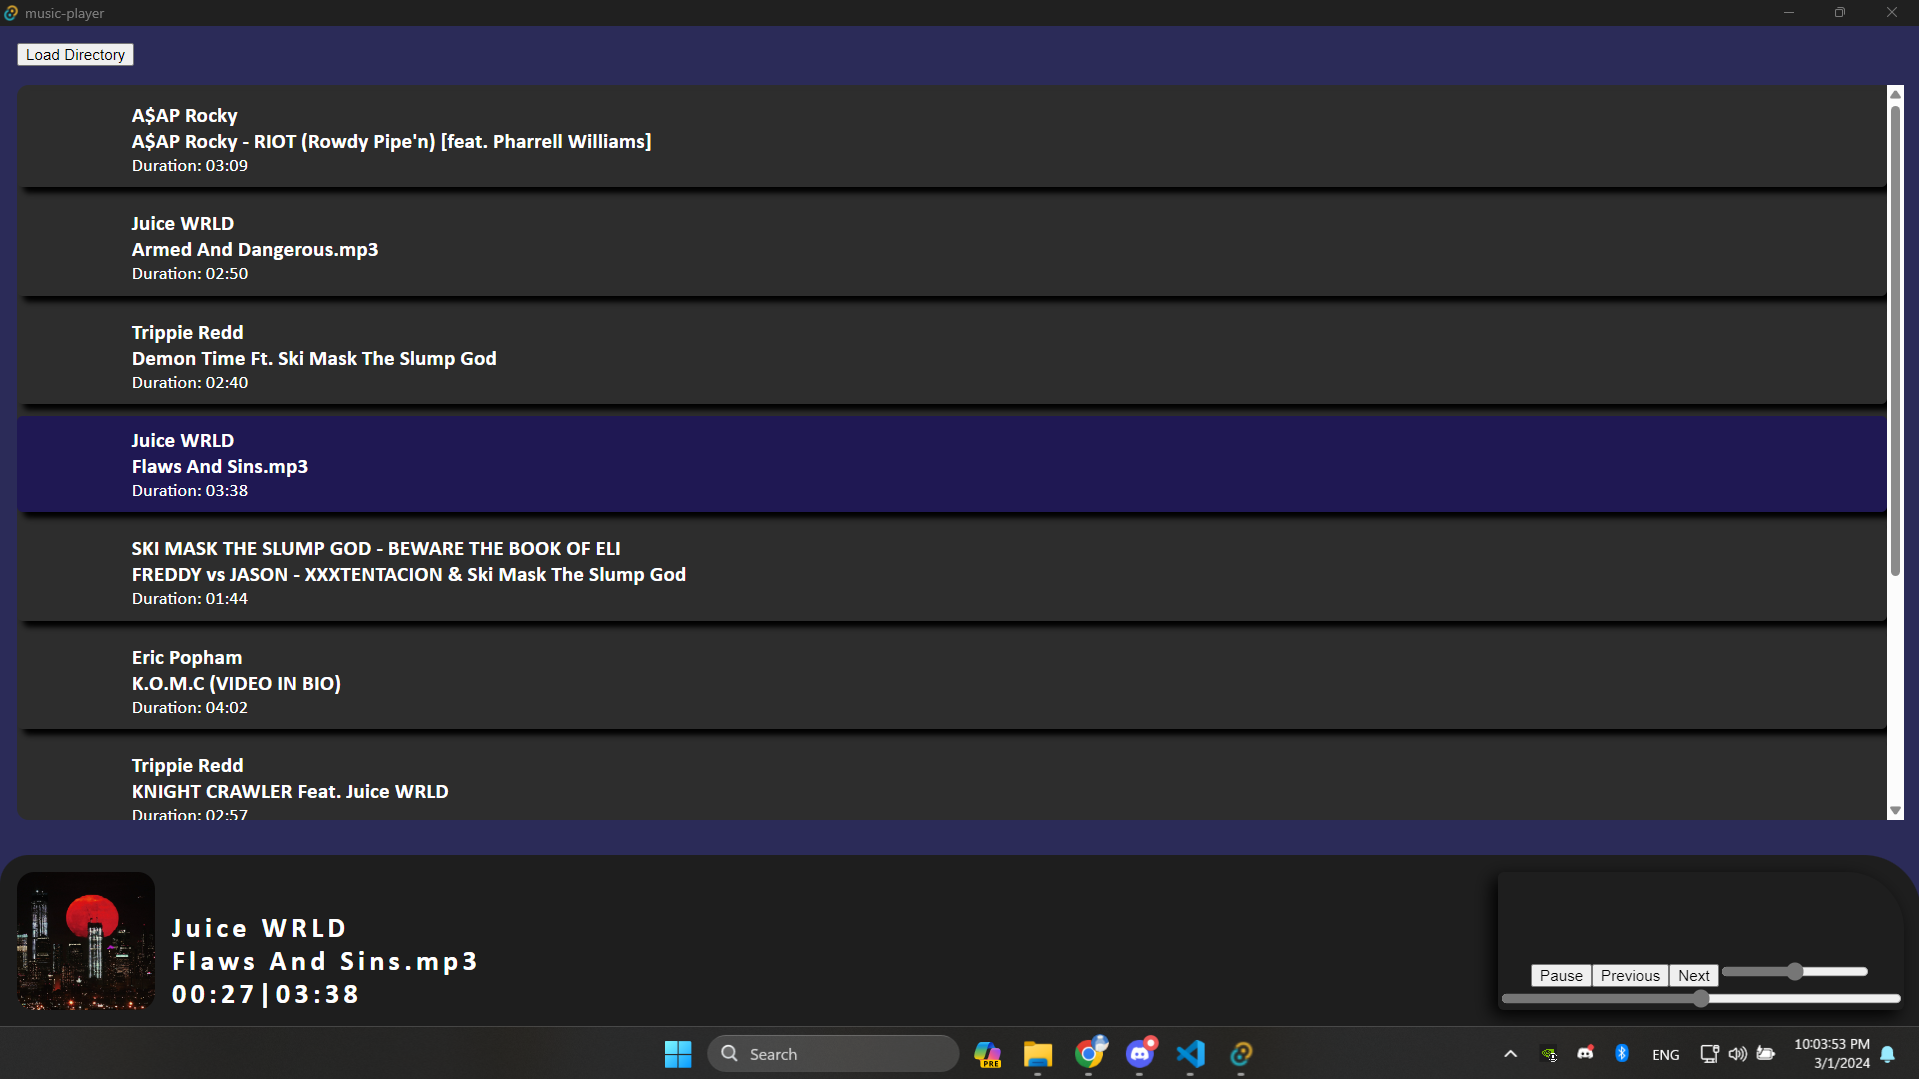 music-player
Load Directory
A$AP Rocky
A$AP Rocky - RIOT (Rowdy Pipe'n) [feat. Pharrell Williams]
Duration: 03:09
Juice WRLD
Armed And Dangerous.mp3
Duration: 02:50
Trippie Redd
Demon Time Ft. Ski Mask The Slump God
Duration: 02:40
Juice WRLD
Flaws And Sins.mp3
Duration: 03:38
SKI MASK THE SLUMP GOD - BEWARE THE BOOK OF ELI
FREDDY vs JASON - XXXTENTACION & Ski Mask The Slump God
Duration: 01:44
Eric Popham
K.O.M.C (VIDEO IN BIO)
Duration: 04:02
Trippie Redd
KNIGHT CRAWLER Feat. Juice WRLD
Duration: 02:57
Juice WRLD
Flaws And Sins.mp3
00:27|03:38
Pause Previous Next
Search
PRE
ENG
10:03:53 PM
3/1/2024